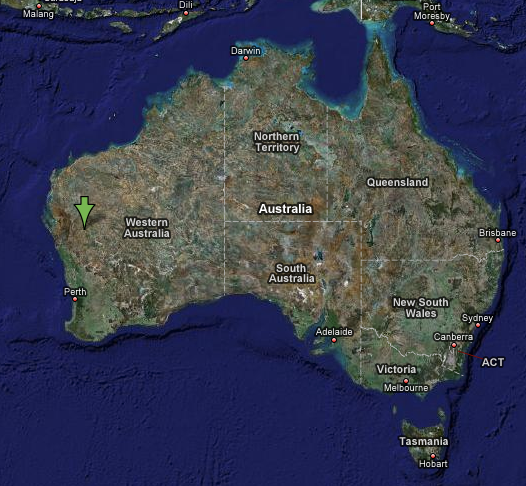 Malang
Dili
Port
Moresby
Darwin
Northern
Territory
Queensland
Australia
Western
Australia
Brisbane
South
Australia
Perth
New South
Wales
Sydney
Adelaide
Canberra
ACT
Victoria
Melbourne
Tasmania
Hobart